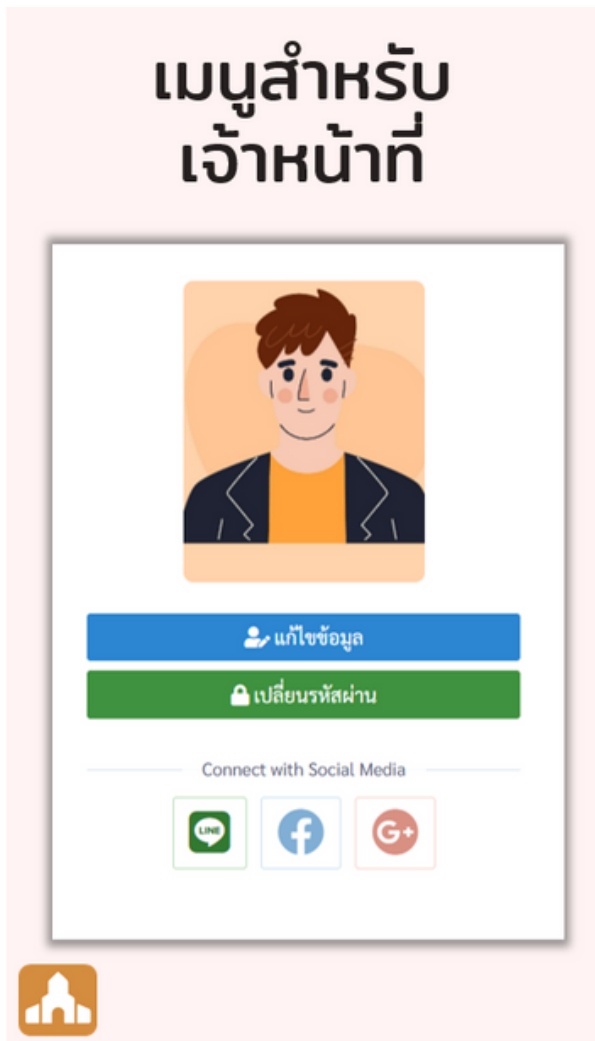 เมนูสำหรับ
เจ้าหน้าที่
แก้ไขข้อมูล
เปลี่ยนรหัสผ่าน
Connect with Social Media
LINE
G+